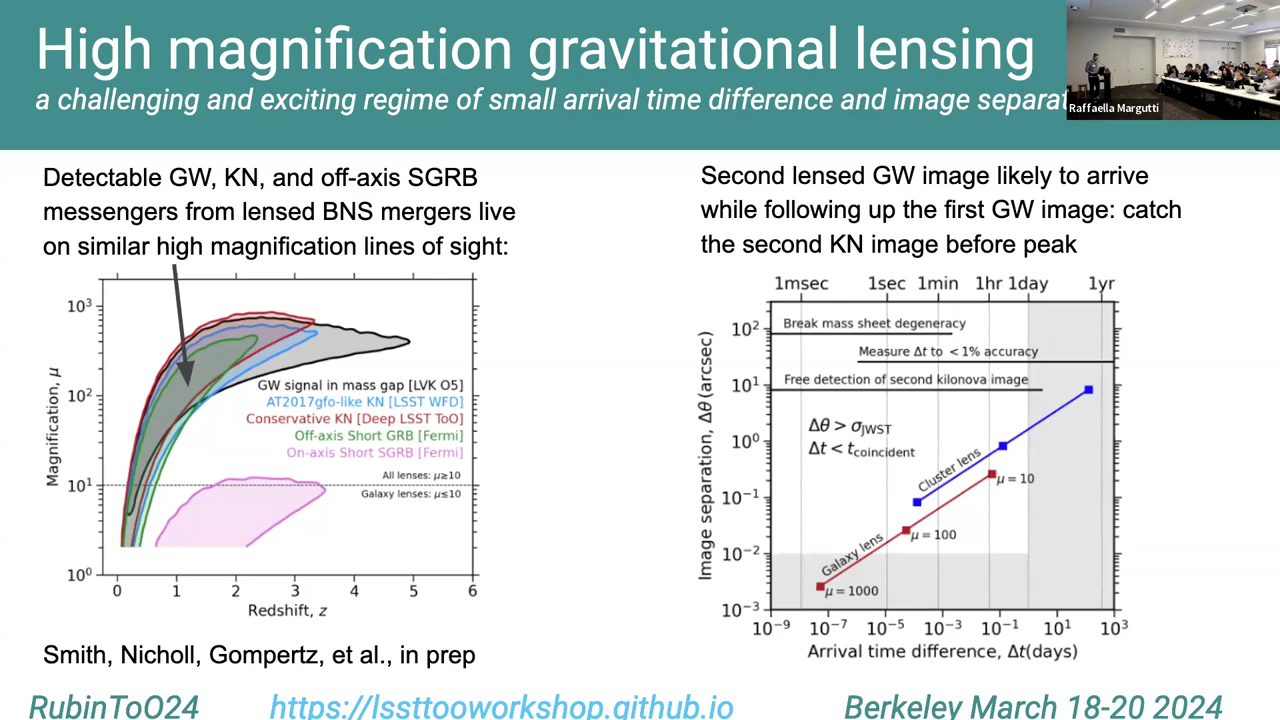 High magnification gravitational lensing
a challenging and exciting regime of small arrival time difference and image separat
Raffaella Margutti
Detectable GW, KN, and off-axis SGRB
messengers from lensed BNS mergers live
on similar high magnification lines of sight:
Magnification, μ
10³
10²
10¹
10⁰
GW signal in mass gap [LVK O5]
AT2017gfo-like KN [LSST WFD]
Conservative KN [Deep LSST ToO]
Off-axis Short GRB [Fermi]
On-axis Short SGRB [Fermi]
All lenses: μ≥10
Galaxy lenses: μ≤10
0 1 2 3 4 5 6
Redshift, z
Smith, Nicholl, Gompertz, et al., in prep
Second lensed GW image likely to arrive
while following up the first GW image: catch
the second KN image before peak
1msec 1sec 1min 1hr 1day 1yr
Image separation, Δθ (arcsec)
10²
10¹
10⁰
10⁻¹
10⁻²
10⁻³
Break mass sheet degeneracy
Measure Δt to <1% accuracy
Free detection of second kilonova image
Δθ > σJWST
Δt < tcoincident
Cluster lens
μ = 10
Galaxy lens
μ = 100
μ = 1000
10⁻⁹ 10⁻⁷ 10⁻⁵ 10⁻³ 10⁻¹ 10¹ 10³
Arrival time difference, Δt(days)
RubinToO24
https://lssttooworkshop.github.io
Berkeley March 18-20 2024